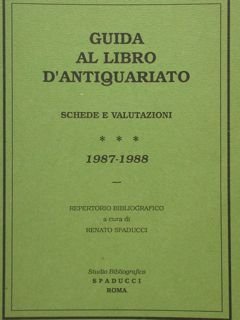 GUIDA
AL LIBRO
D'ANTIQUARIATO
SCHEDE E VALUTAZIONI
* * *
1987-1988
—
REPERTORIO BIBLIOGRAFICO
a cura di
RENATO SPADUCCI
Studio Bibliografico
SPADUCCI
ROMA